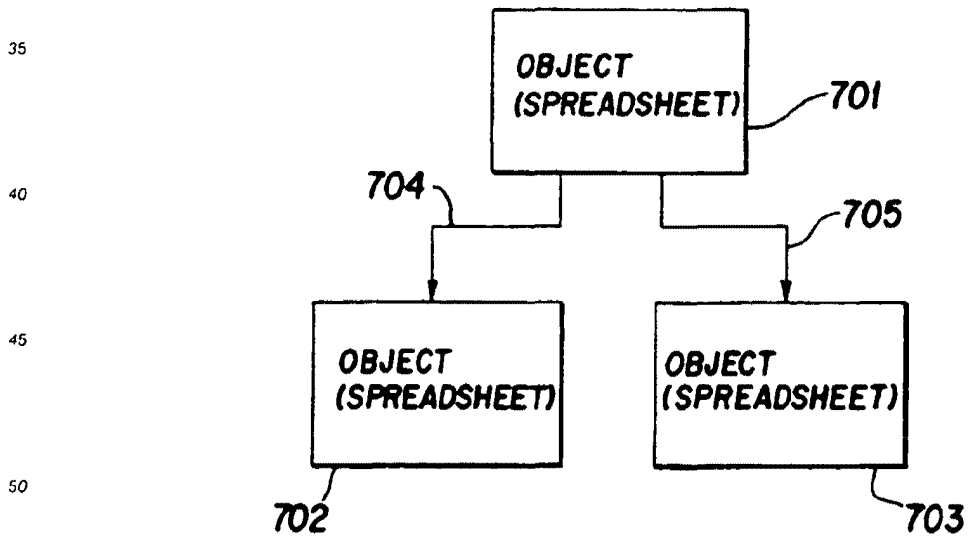 35
OBJECT
(SPREADSHEET)
701
40
704
705
45
OBJECT
(SPREADSHEET)
OBJECT
(SPREADSHEET)
50
702
703